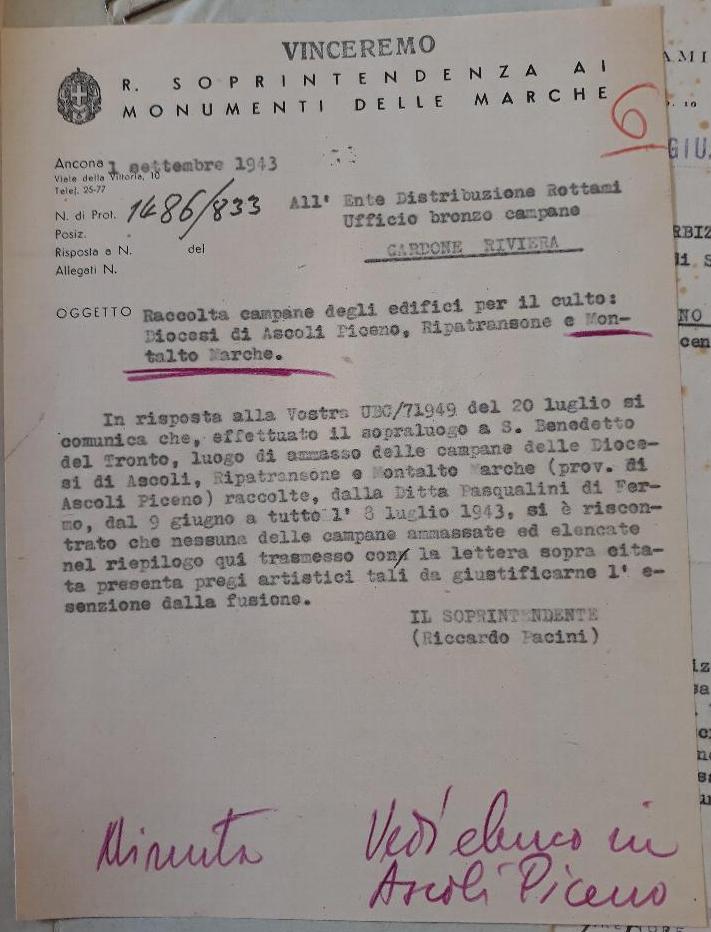 VINCEREMO
R. SOPRINTENDENZA AI
MONUMENTI DELLE MARCHE
6
Ancona 1 settembre 1943
Viale della Vittoria, 10
Telef. 25-77
N. di Prot. 1486/833
Posiz.
Risposta a N. del
Allegati N.
All' Ente Distribuzione Rottami
Ufficio bronzo campane
GARDONE RIVIERA
OGGETTO Raccolta campane degli edifici per il culto:
Diocesi di Ascoli Piceno, Ripatransone e Mon-
talto Marche.
In risposta alla Vostra UBC/71949 del 20 luglio si
comunica che, effettuato il sopraluogo a S. Benedetto
del Tronto, luogo di ammasso delle campane delle Dioce-
si di Ascoli, Ripatransone e Montalto Marche (prov. di
Ascoli Piceno) raccolte, dalla Ditta Pasqualini di Fer-
mo, dal 9 giugno a tutto l' 8 luglio 1943, si è riscon-
trato che nessuna delle campane ammassate ed elencate
nel riepilogo qui trasmesso con la lettera sopra cita-
ta presenta pregi artistici tali da giustificarne l' e-
senzione dalla fusione.
IL SOPRINTENDENTE
(Riccardo Pacini)
Minuta
Vedi elenco in
Ascoli Piceno